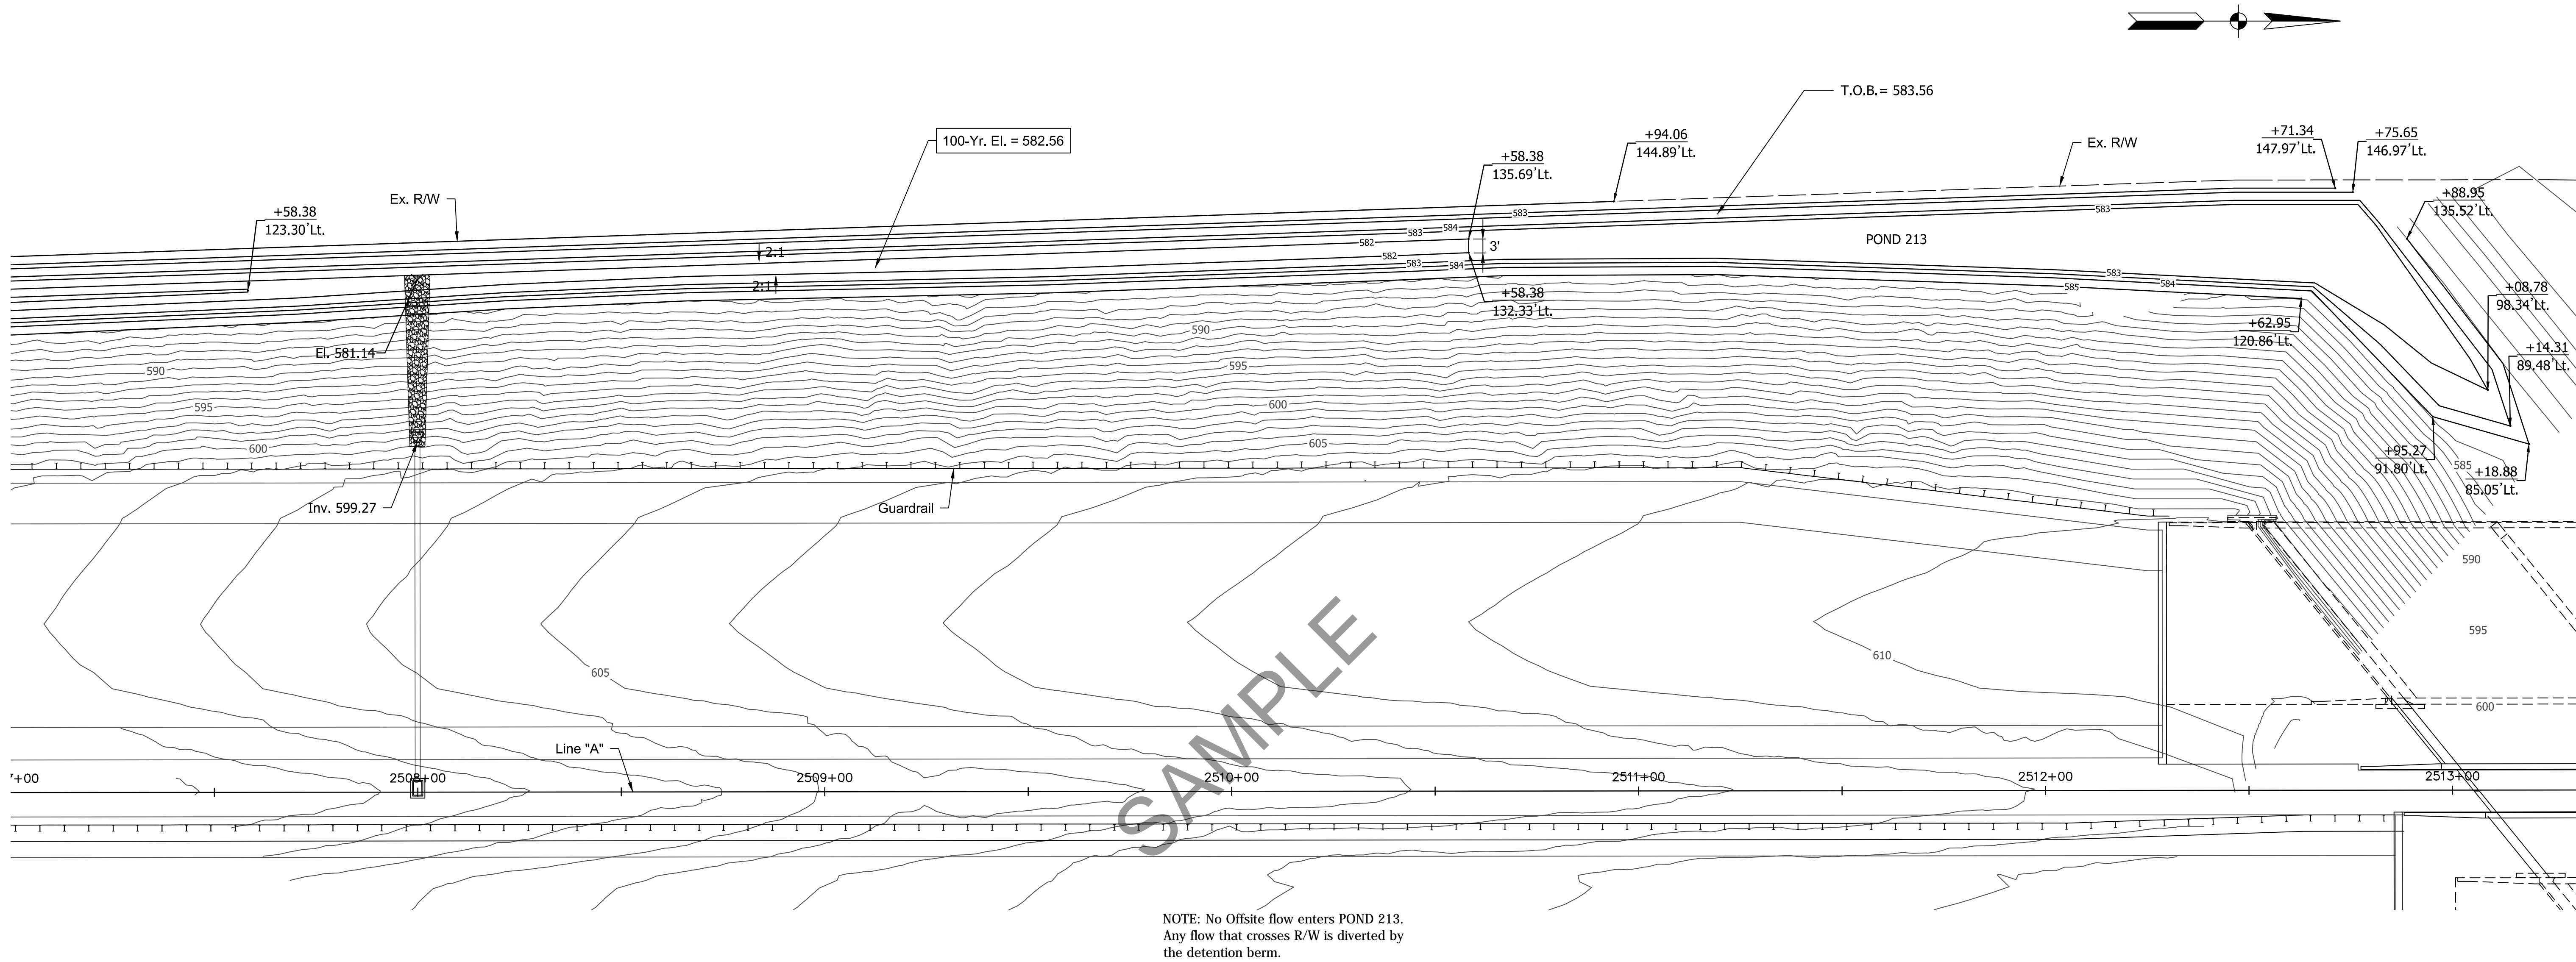 T.O.B.= 583.56
100-Yr. El. = 582.56
+94.06
144.89'Lt.
+71.34
147.97'Lt.
+75.65
146.97'Lt.
Ex. R/W
+58.38
135.69'Lt.
Ex. R/W
+88.95
135.52'Lt.
+58.38
123.30'Lt.
583
583
584
583
582
3'
POND 213
2:1
582
583
584
583
584
585
2:1
+58.38
132.33'Lt.
+08.78
98.34'Lt.
+62.95
120.86'Lt.
El. 581.14
590
590
595
+14.31
89.48'Lt.
595
600
600
605
+95.27
91.80'Lt.
585
+18.88
85.05'Lt.
Inv. 599.27
Guardrail
590
595
605
610
600
Line "A"
'+00
2508+00
2509+00
2510+00
2511+00
2512+00
2513+00
SAMPLE
NOTE: No Offsite flow enters POND 213.
Any flow that crosses R/W is diverted by
the detention berm.